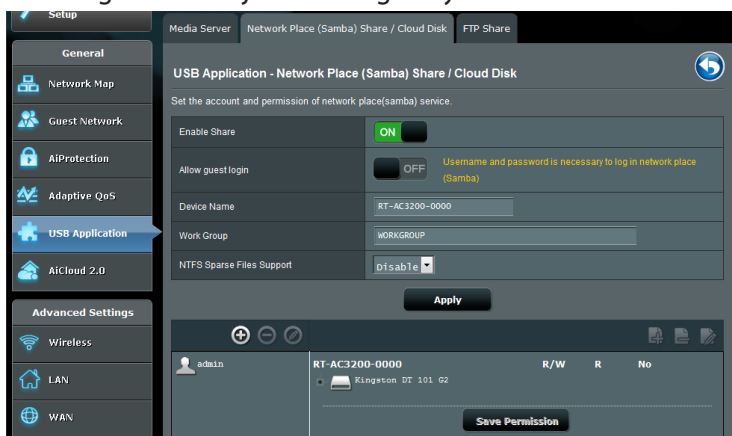 Setup
General
Network Map
Guest Network
AiProtection
Adaptive QoS
USB Application
AiCloud 2.0
Advanced Settings
Wireless
LAN
WAN
Media Server
Network Place (Samba) Share / Cloud Disk
FTP Share
USB Application - Network Place (Samba) Share / Cloud Disk
Set the account and permission of network place(samba) service.
Enable Share
ON
Allow guest login
OFF
Username and password is necessary to log in network place
(Samba)
Device Name
RT-AC3200-0000
Work Group
WORKGROUP
NTFS Sparse Files Support
Disable
Apply
admin
RT-AC3200-0000 R/W R No
Kingston DT 101 G2
Save Permission